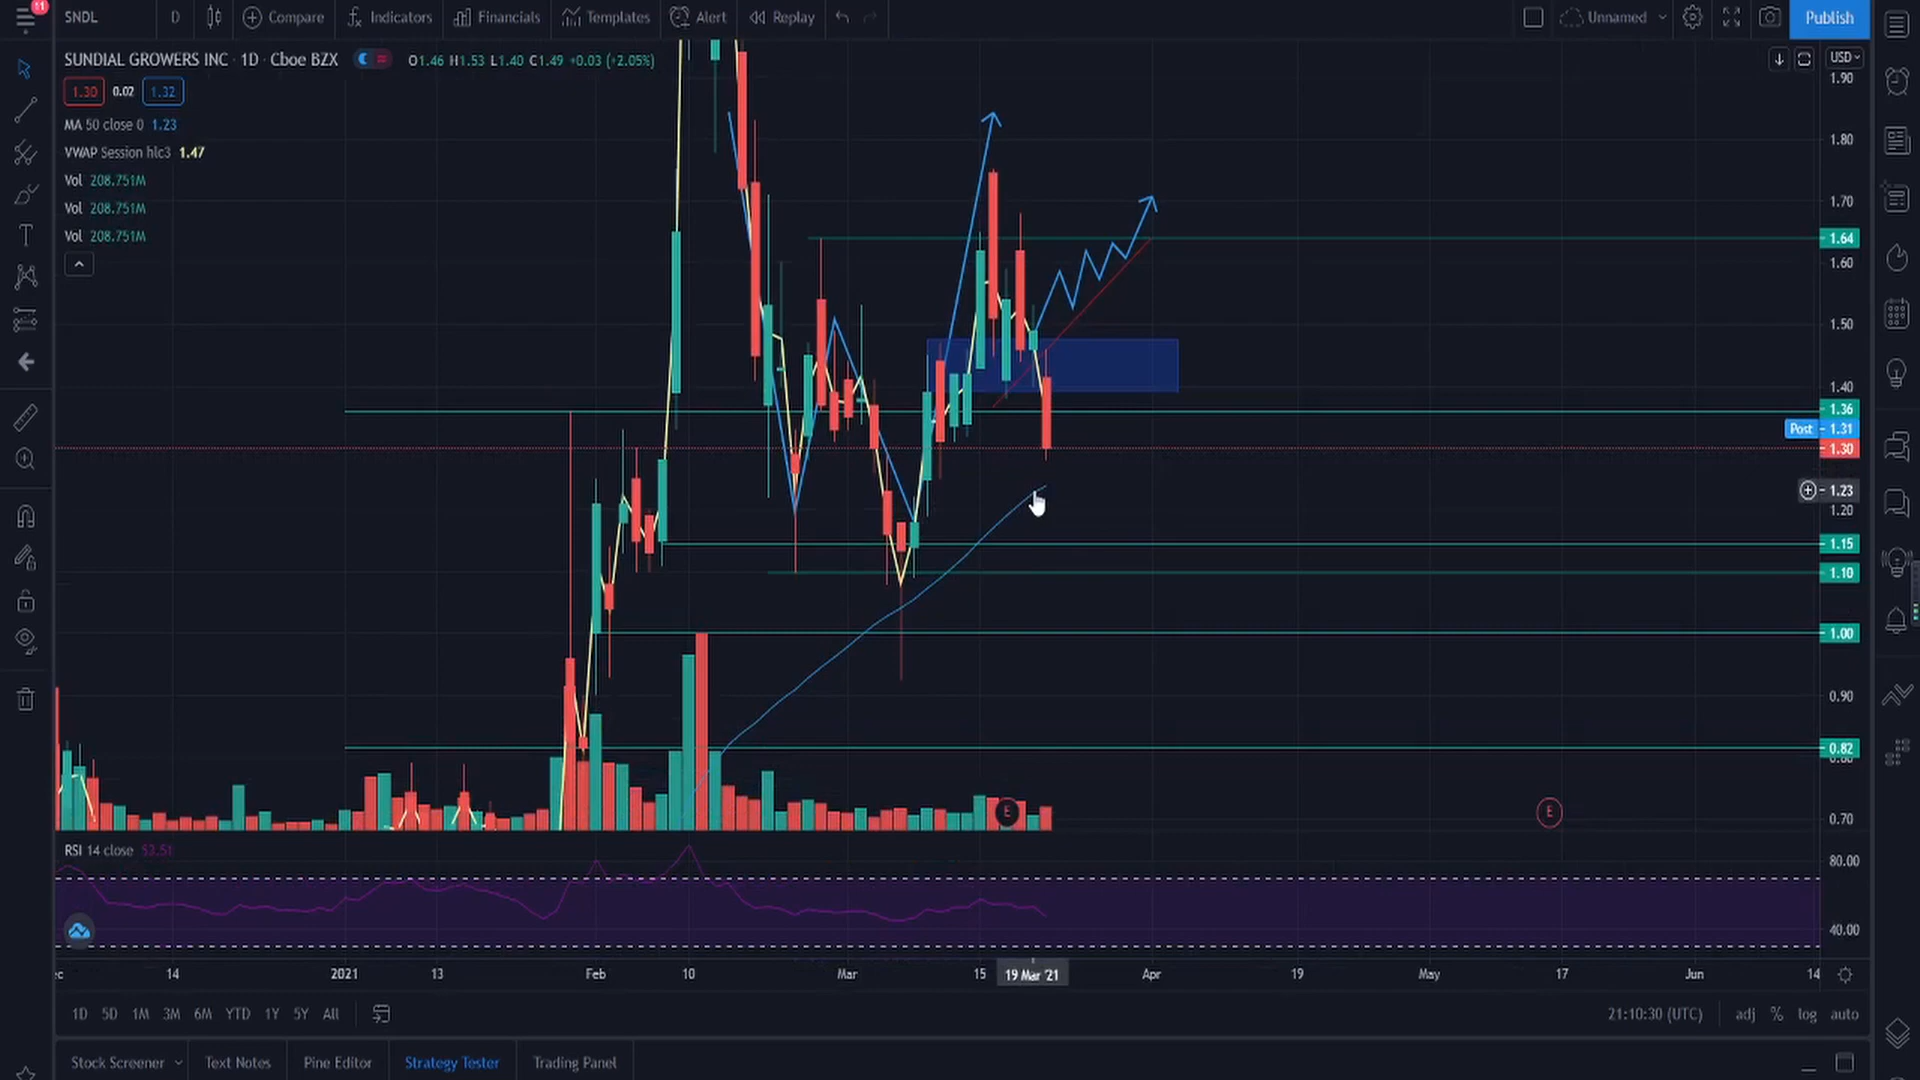 11
SNDL D Compare Indicators Financials Templates Alert Replay Unnamed Publish
SUNDIAL GROWERS INC · 1D · Cboe BZX O1.46 H1.53 L1.40 C1.49 +0.03 (+2.05%) USD
1.30 0.02 1.32
MA 50 close 0 1.23
VWAP Session hlc3 1.47
Vol 208.751M
Vol 208.751M
Vol 208.751M
1.90
1.80
1.70
1.64
1.60
1.50
1.40
1.36
Post 1.31
1.30
1.23
1.20
1.15
1.10
1.00
0.90
0.82
0.80
0.70
E E
RSI 14 close 53.51
80.00
40.00
14 2021 13 Feb 10 Mar 15 19 Mar '21 Apr 19 May 17 Jun 14
1D 5D 1M 3M 6M YTD 1Y 5Y All 21:10:30 (UTC) adj % log auto
Stock Screener Text Notes Pine Editor Strategy Tester Trading Panel